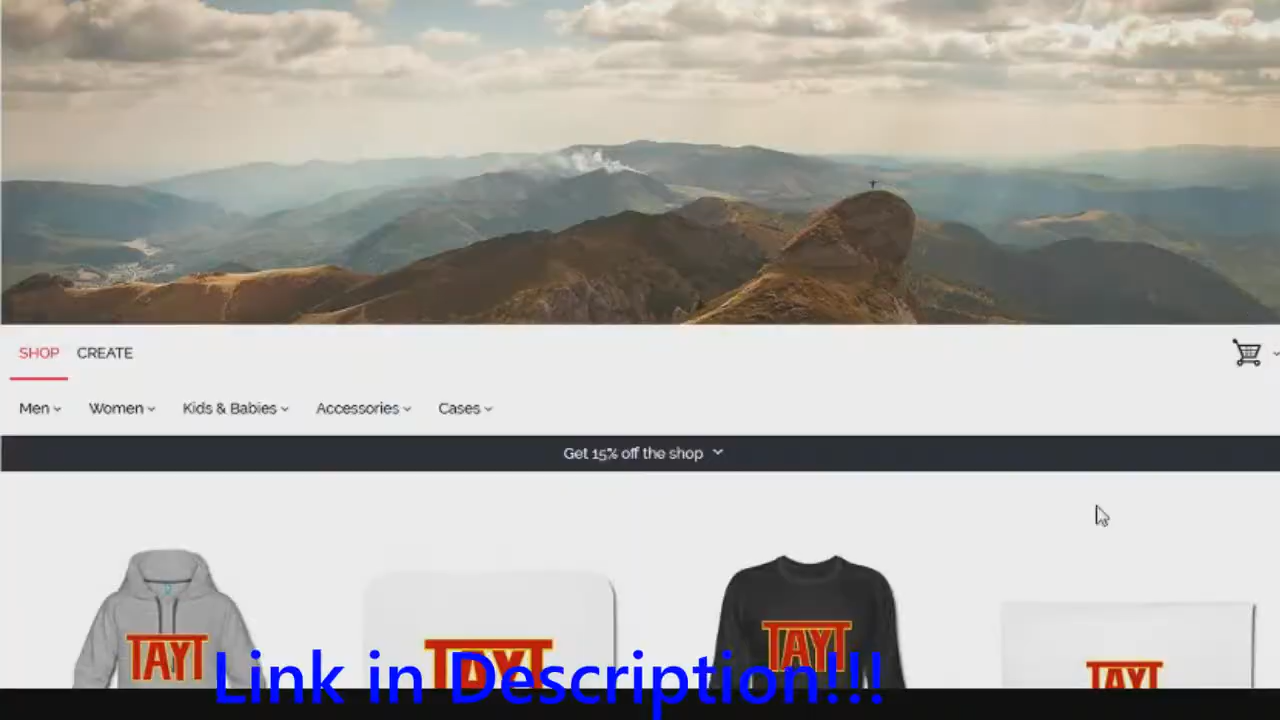 SHOP CREATE
Men Women Kids & Babies Accessories Cases
Get 15% off the shop
TAYT TAYT TAYT TAYT
Link in Description!!!